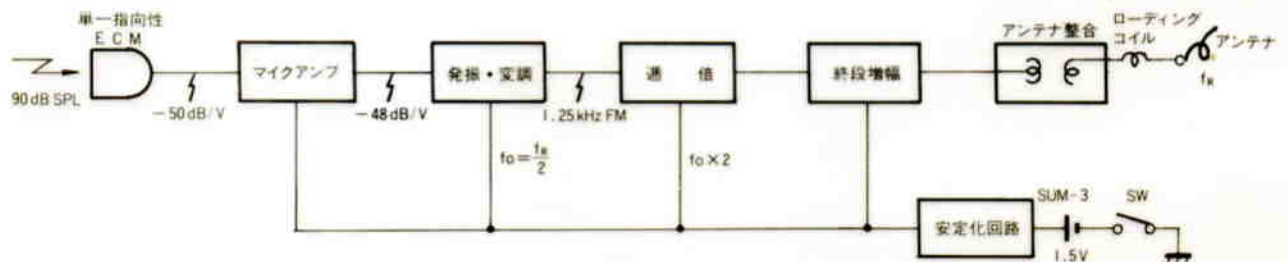 単一指向性
ECM
90dB SPL
-50dB/V
マイクアンプ
-48dB/V
発振・変調
1.25kHz FM
fo=fR/2
逓 倍
fo×2
終段増幅
アンテナ整合
ローディング
コイル
アンテナ
fR
安定化回路
SUM-3
1.5V
SW